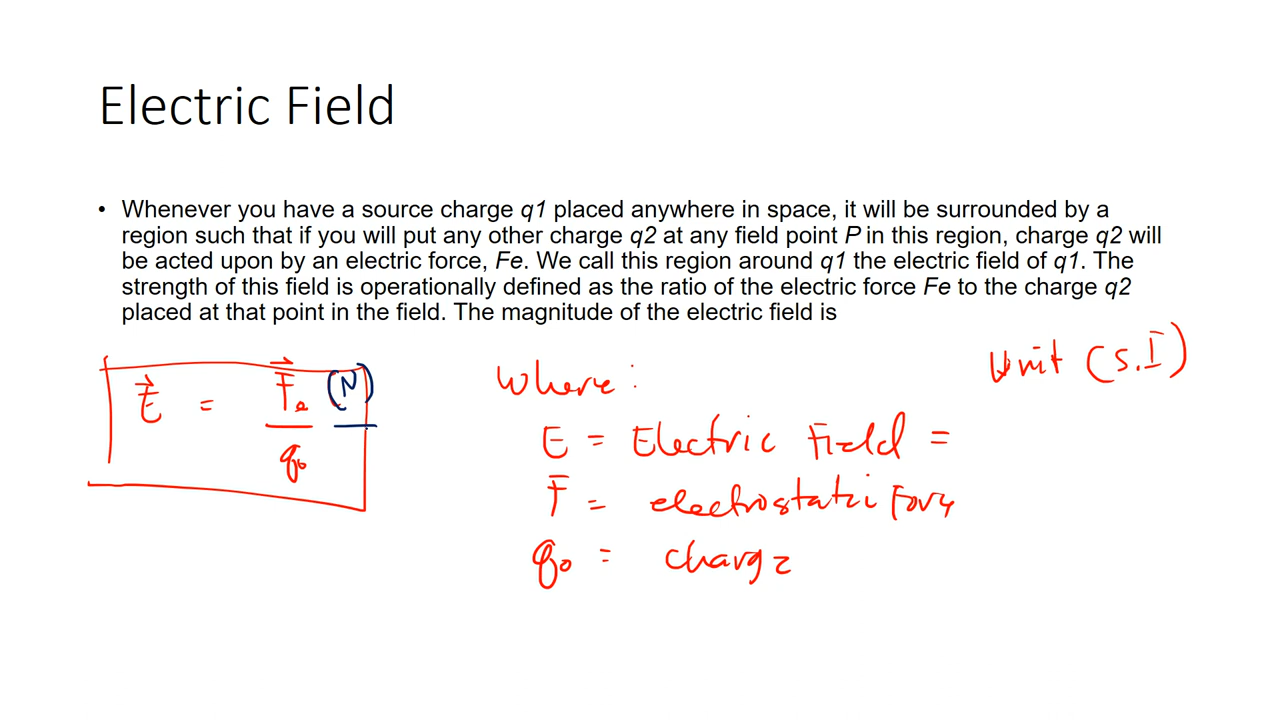 Electric Field
• Whenever you have a source charge q1 placed anywhere in space, it will be surrounded by a
region such that if you will put any other charge q2 at any field point P in this region, charge q2 will
be acted upon by an electric force, Fe. We call this region around q1 the electric field of q1. The
strength of this field is operationally defined as the ratio of the electric force Fe to the charge q2
placed at that point in the field. The magnitude of the electric field is
E⃗ = F⃗e (N) / q0
where: Unit (S.I)
E = Electric Field =
F = electrostatic Force
q0 = charge